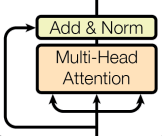 Add & Norm
Multi-Head
Attention